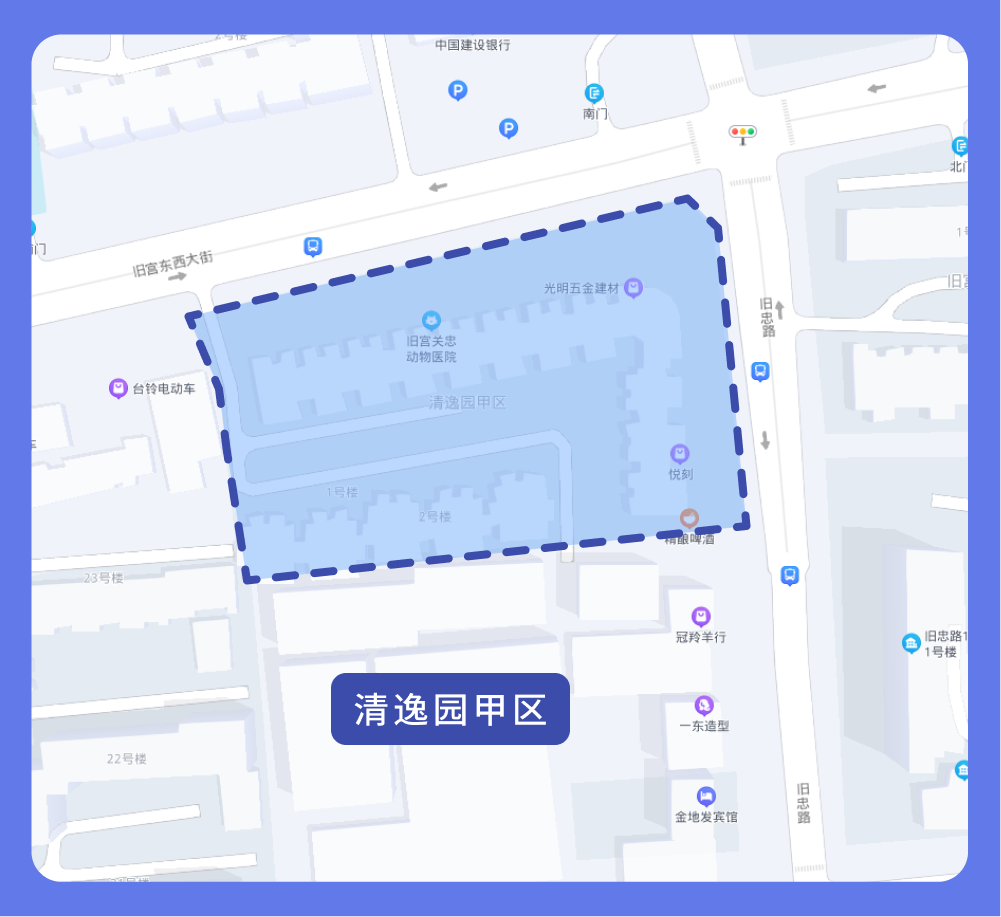 2号楼
中国建设银行
南门
北门
南门
1号
旧宫东西大街
旧宫
光明五金建材
旧宫关忠
动物医院
旧忠路
台铃电动车
清逸园甲区
车
悦刻
1号楼
2号楼
精酿啤酒
23号楼
冠羚羊行
旧忠路1
1号楼
清逸园甲区
一东造型
22号楼
旧忠路
金地发宾馆